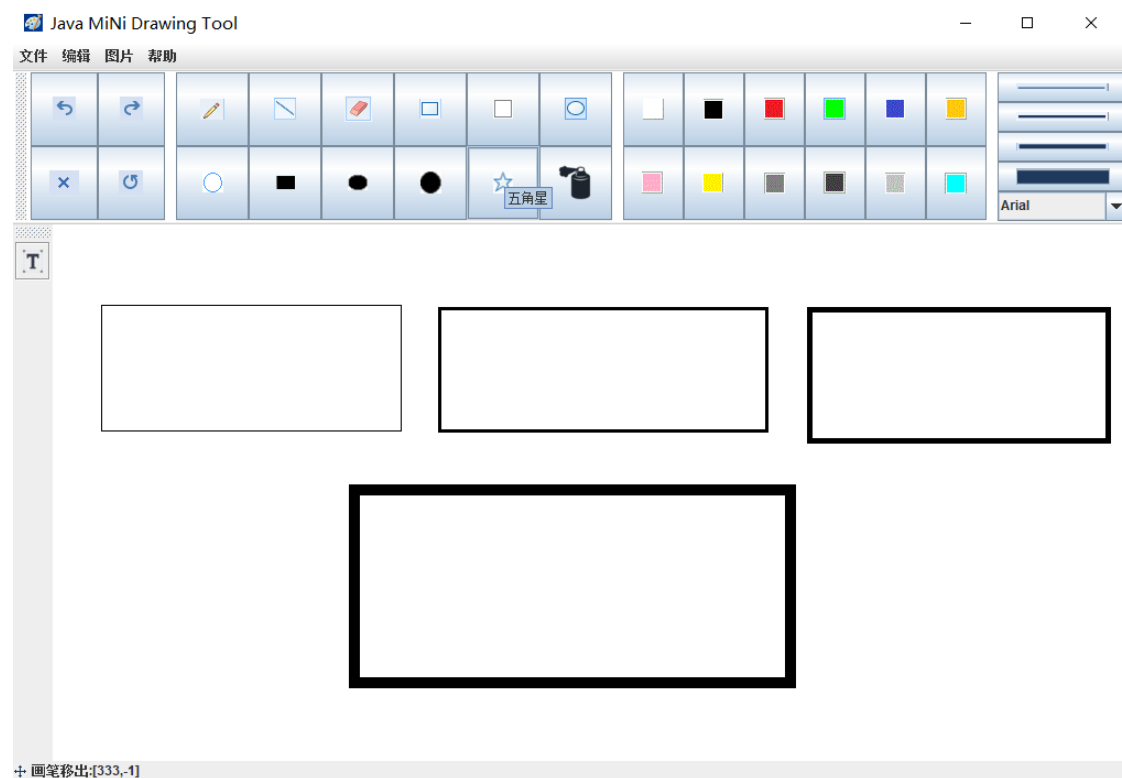 Java MiNi Drawing Tool
文件 编辑 图片 帮助
五角星
Arial
T
画笔移出:[333,-1]